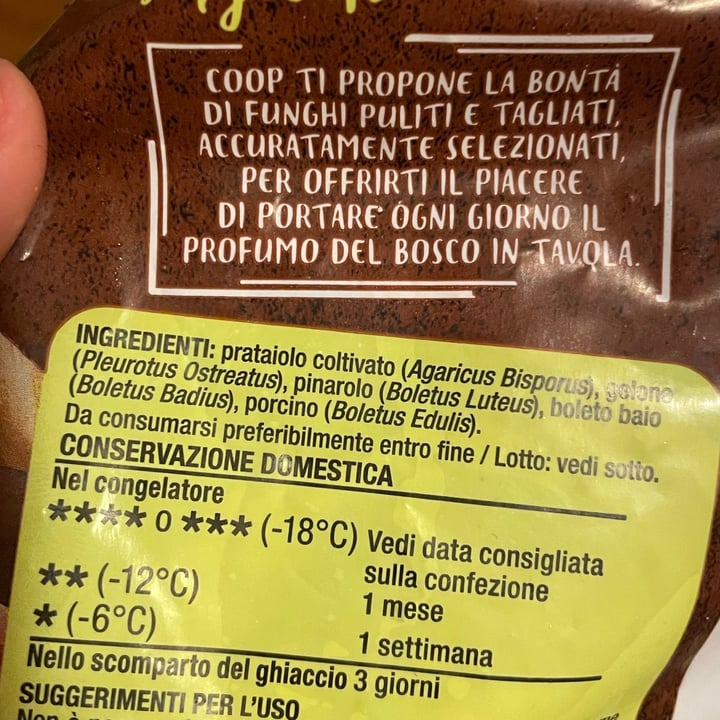 COOP TI PROPONE LA BONTÀ
DI FUNGHI PULITI E TAGLIATI,
ACCURATAMENTE SELEZIONATI,
PER OFFRIRTI IL PIACERE
DI PORTARE OGNI GIORNO IL
PROFUMO DEL BOSCO IN TAVOLA.
INGREDIENTI: prataiolo coltivato (Agaricus Bisporus), gelone
(Pleurotus Ostreatus), pinarolo (Boletus Luteus), boleto baio
(Boletus Badius), porcino (Boletus Edulis).
Da consumarsi preferibilmente entro fine / Lotto: vedi sotto.
CONSERVAZIONE DOMESTICA
Nel congelatore
**** o *** (-18°C) Vedi data consigliata
sulla confezione
** (-12°C) 1 mese
* (-6°C) 1 settimana
Nello scomparto del ghiaccio 3 giorni
SUGGERIMENTI PER L'USO
Non è